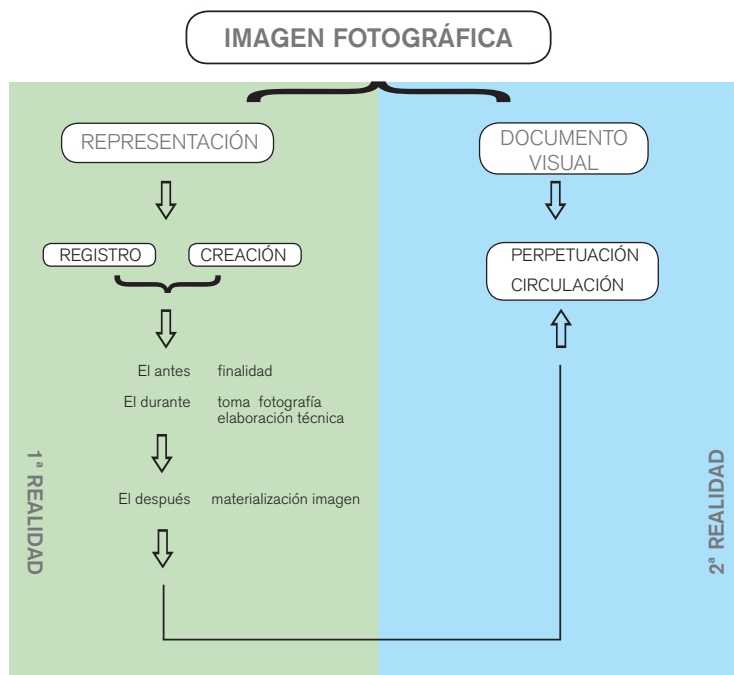 IMAGEN FOTOGRÁFICA
REPRESENTACIÓN
REGISTRO
CREACIÓN
El antes finalidad
El durante toma fotografía
elaboración técnica
El después materialización imagen
1ª REALIDAD
DOCUMENTO
VISUAL
PERPETUACIÓN
CIRCULACIÓN
2ª REALIDAD